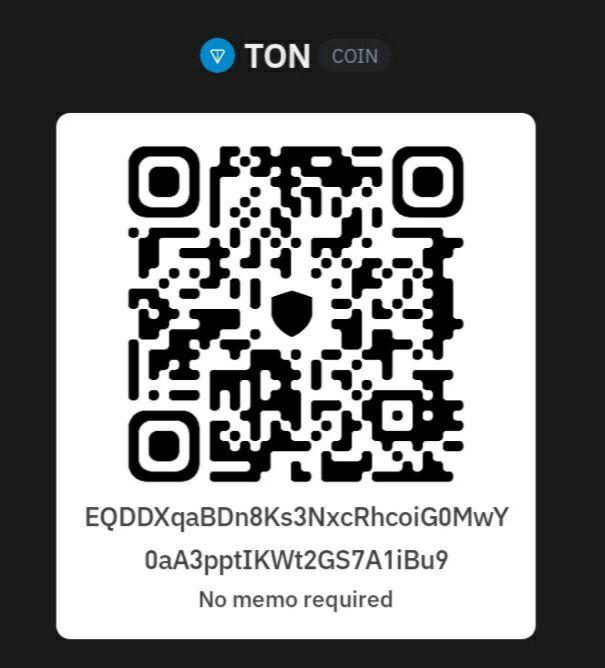 TON COIN
EQDDXqaBDn8Ks3NxcRhcoiG0MwY
0aA3pptIKWt2GS7A1iBu9
No memo required